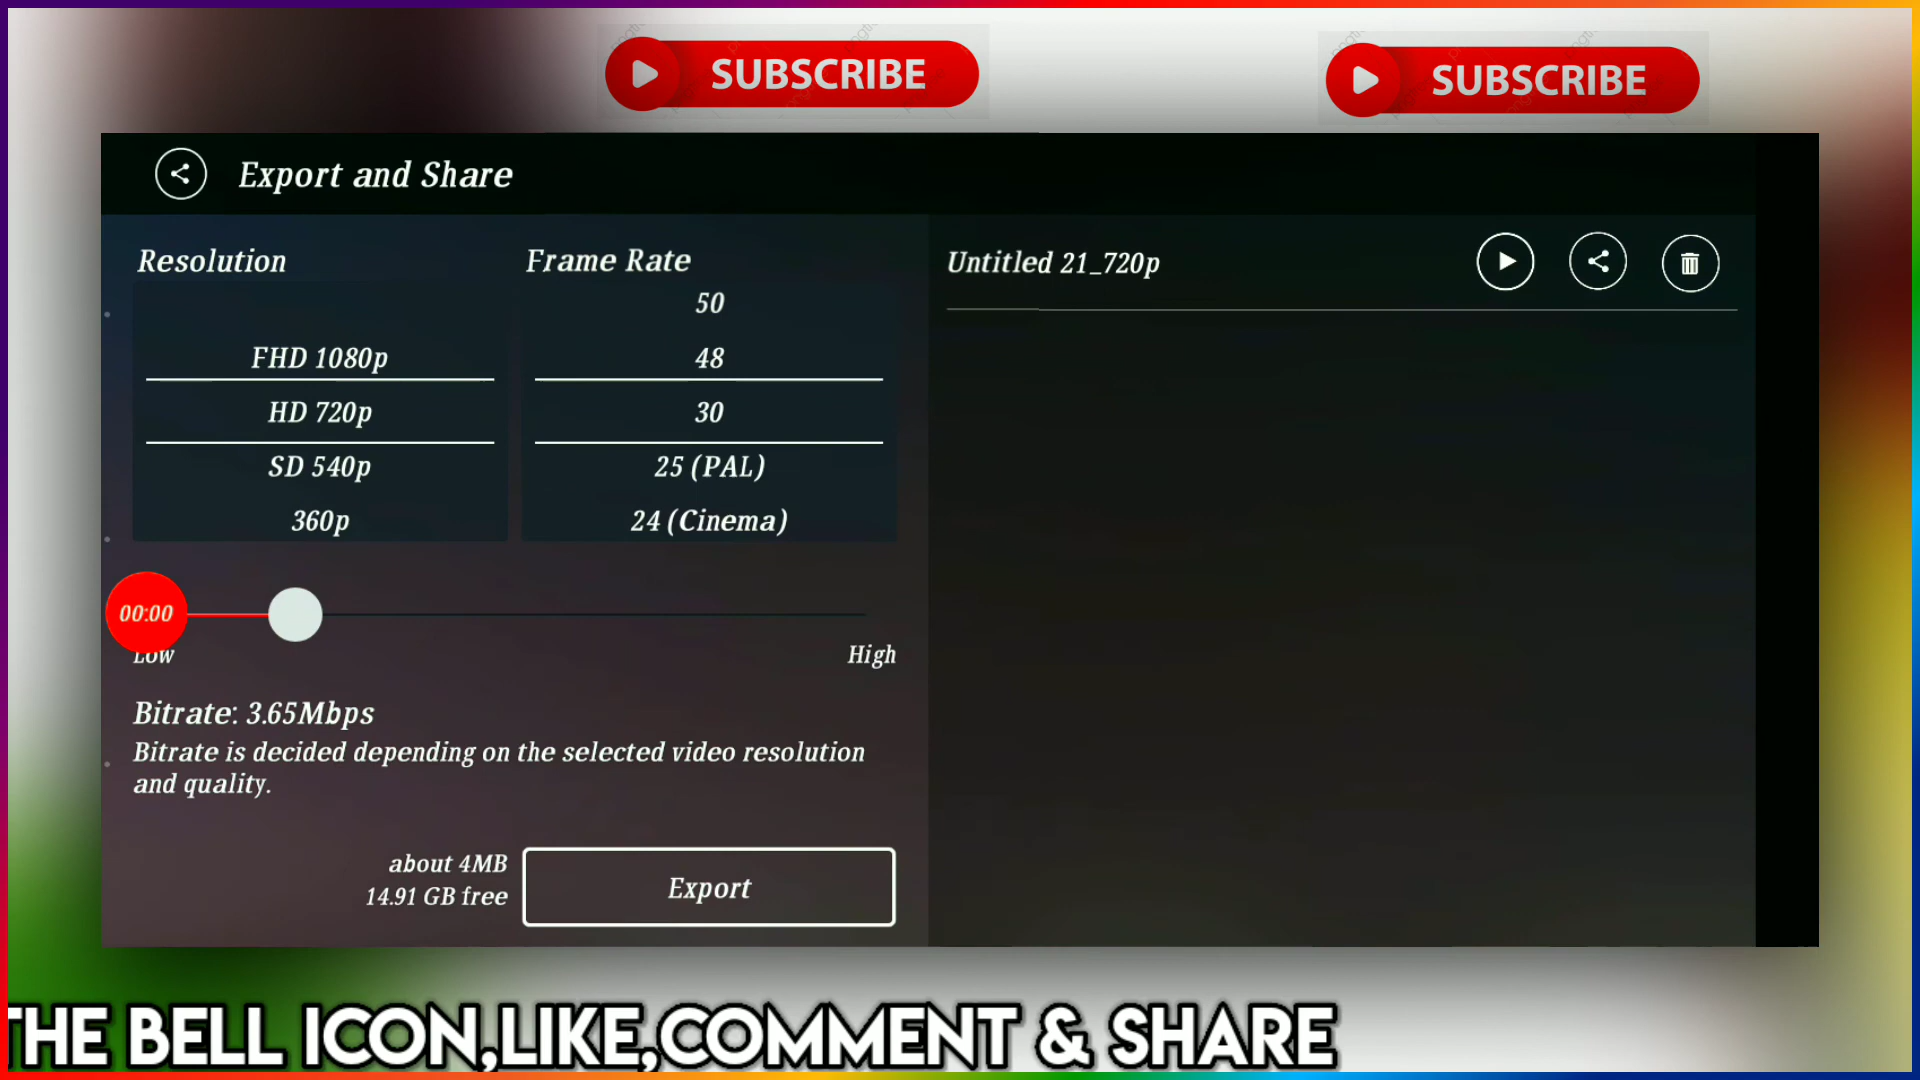 SUBSCRIBE
SUBSCRIBE
Export and Share
Resolution
Frame Rate
Untitled 21_720p
50
FHD 1080p
48
HD 720p
30
SD 540p
25 (PAL)
360p
24 (Cinema)
00:00
Low
High
Bitrate: 3.65Mbps
Bitrate is decided depending on the selected video resolution
and quality.
about 4MB
14.91 GB free
Export
THE BELL ICON,LIKE,COMMENT & SHARE